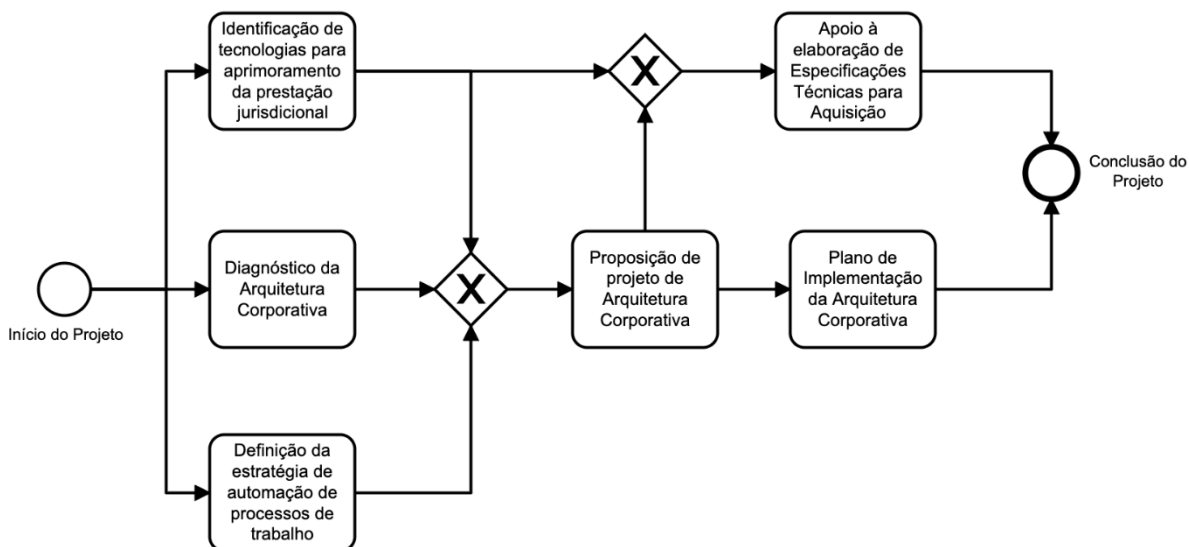 Identificação de
tecnologias para
aprimoramento
da prestação
jurisdicional
X
Apoio à
elaboração de
Especificações
Técnicas para
Aquisição
Conclusão do
Projeto
Início do Projeto
Diagnóstico da
Arquitetura
Corporativa
X
Proposição de
projeto de
Arquitetura
Corporativa
Plano de
Implementação
da Arquitetura
Corporativa
Definição da
estratégia de
automação de
processos de
trabalho